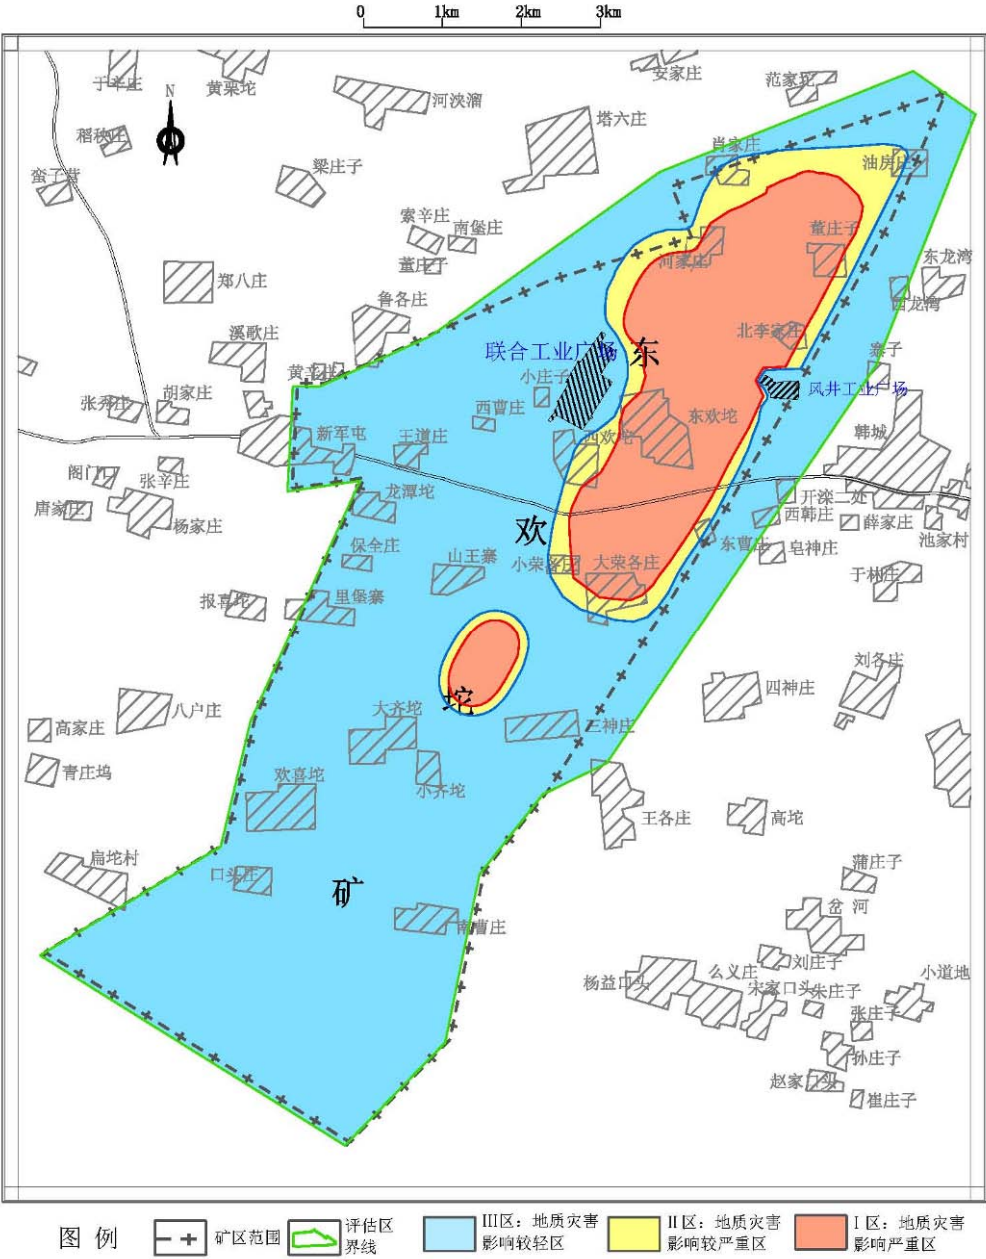 0 1km 2km 3km
于辛庄
黄栗坨
河泱溜
安家庄
范家坨
N
稻秧庄
塔六庄
肖家庄
油房庄
蛮子营
梁庄子
索辛庄
南堡庄
董庄子
董庄子
河家庄
东龙湾
西龙湾
郑八庄
鲁各庄
溪歌庄
联合工业广场
东
北李家庄
寨子
黄辛庄
小庄子
风井工业广场
张秀庄
胡家庄
西曹庄
东欢坨
新军屯
王道庄
西欢坨
韩城
阁门
张辛庄
龙潭坨
开滦二处
唐家庄
杨家庄
欢
西韩庄
薛家庄
池家村
保全庄
山王寨
小荣各庄
大荣各庄
东曹庄
皂神庄
于林庄
报喜坨
里堡寨
刘各庄
四神庄
坨
八户庄
大齐坨
三神庄
高家庄
青庄坞
欢喜坨
小齐坨
王各庄
高坨
扁坨村
口头庄
矿
南曹庄
蒲庄子
岔 河
刘庄子
杨益口头
么义庄
宋家口头
朱庄子
小道地
张庄子
孙庄子
赵家口头
崔庄子
图 例
矿区范围
评估区
界线
III区：地质灾害
影响较轻区
II区：地质灾害
影响较严重区
I 区：地质灾害
影响严重区